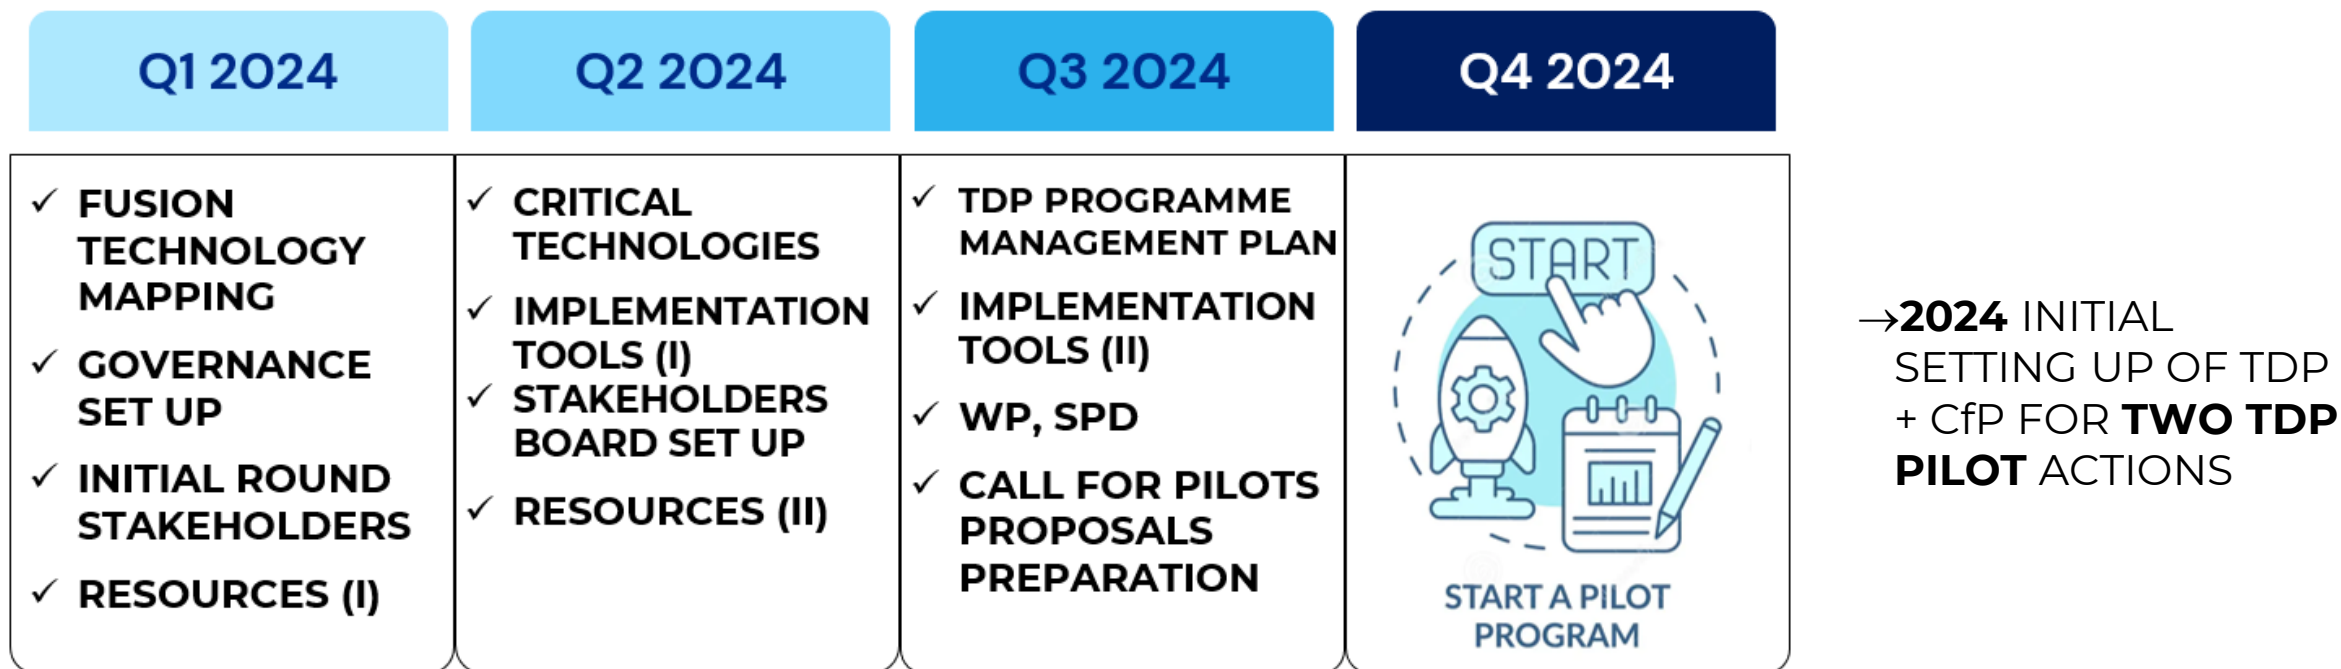 Q1 2024
Q2 2024
Q3 2024
Q4 2024
✓ FUSION
TECHNOLOGY
MAPPING
✓ GOVERNANCE
SET UP
✓ INITIAL ROUND
STAKEHOLDERS
✓ RESOURCES (I)
✓ CRITICAL
TECHNOLOGIES
✓ IMPLEMENTATION
TOOLS (I)
✓ STAKEHOLDERS
BOARD SET UP
✓ RESOURCES (II)
✓ TDP PROGRAMME
MANAGEMENT PLAN
✓ IMPLEMENTATION
TOOLS (II)
✓ WP, SPD
✓ CALL FOR PILOTS
PROPOSALS
PREPARATION
START
START A PILOT
PROGRAM
→2024 INITIAL
SETTING UP OF TDP
+ CfP FOR TWO TDP
PILOT ACTIONS